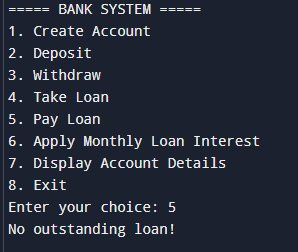 ===== BANK SYSTEM =====
1. Create Account
2. Deposit
3. Withdraw
4. Take Loan
5. Pay Loan
6. Apply Monthly Loan Interest
7. Display Account Details
8. Exit
Enter your choice: 5
No outstanding loan!